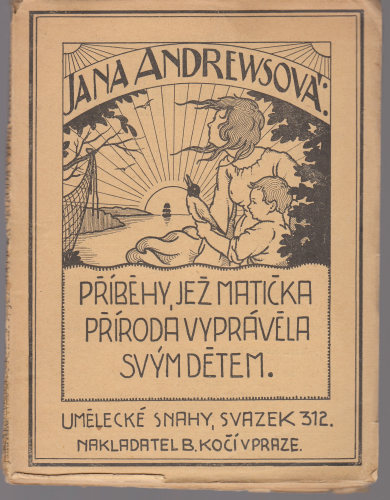 JANA ANDREWSOVÁ:
PŘÍBĚHY, JEŽ MATIČKA
PŘÍRODA VYPRÁVĚLA
SVÝM DĚTEM.
UMĚLECKÉ SNAHY, SVAZEK 312.
NAKLADATEL B. KOČÍ V PRAZE.